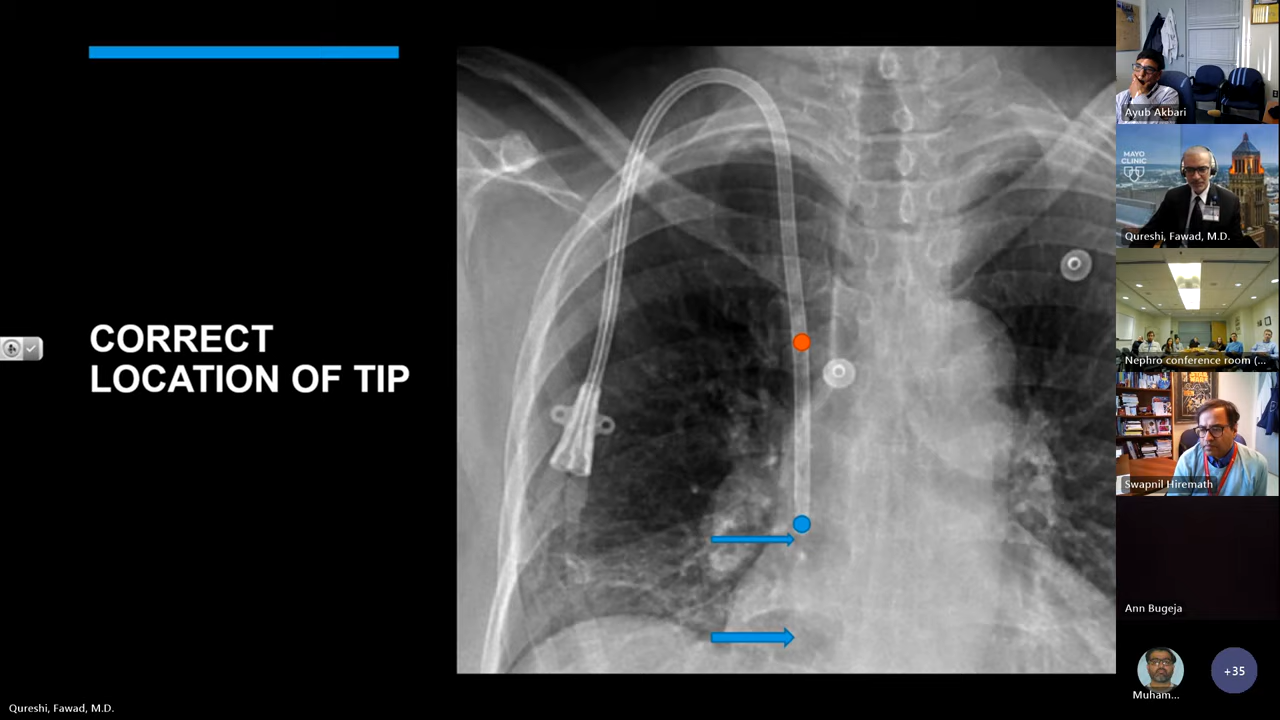 CORRECT
LOCATION OF TIP
Qureshi, Fawad, M.D.
Ayub Akbari
MAYO
CLINIC
Qureshi, Fawad, M.D.
Nephro conference room (...
Swapnil Hiremath
Ann Bugeja
Muham...
+35